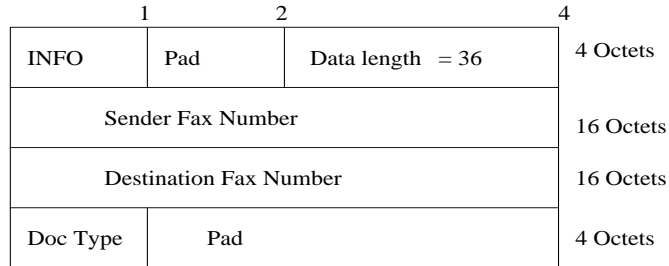 1 2 4
INFO Pad Data length = 36 4 Octets
Sender Fax Number 16 Octets
Destination Fax Number 16 Octets
Doc Type Pad 4 Octets